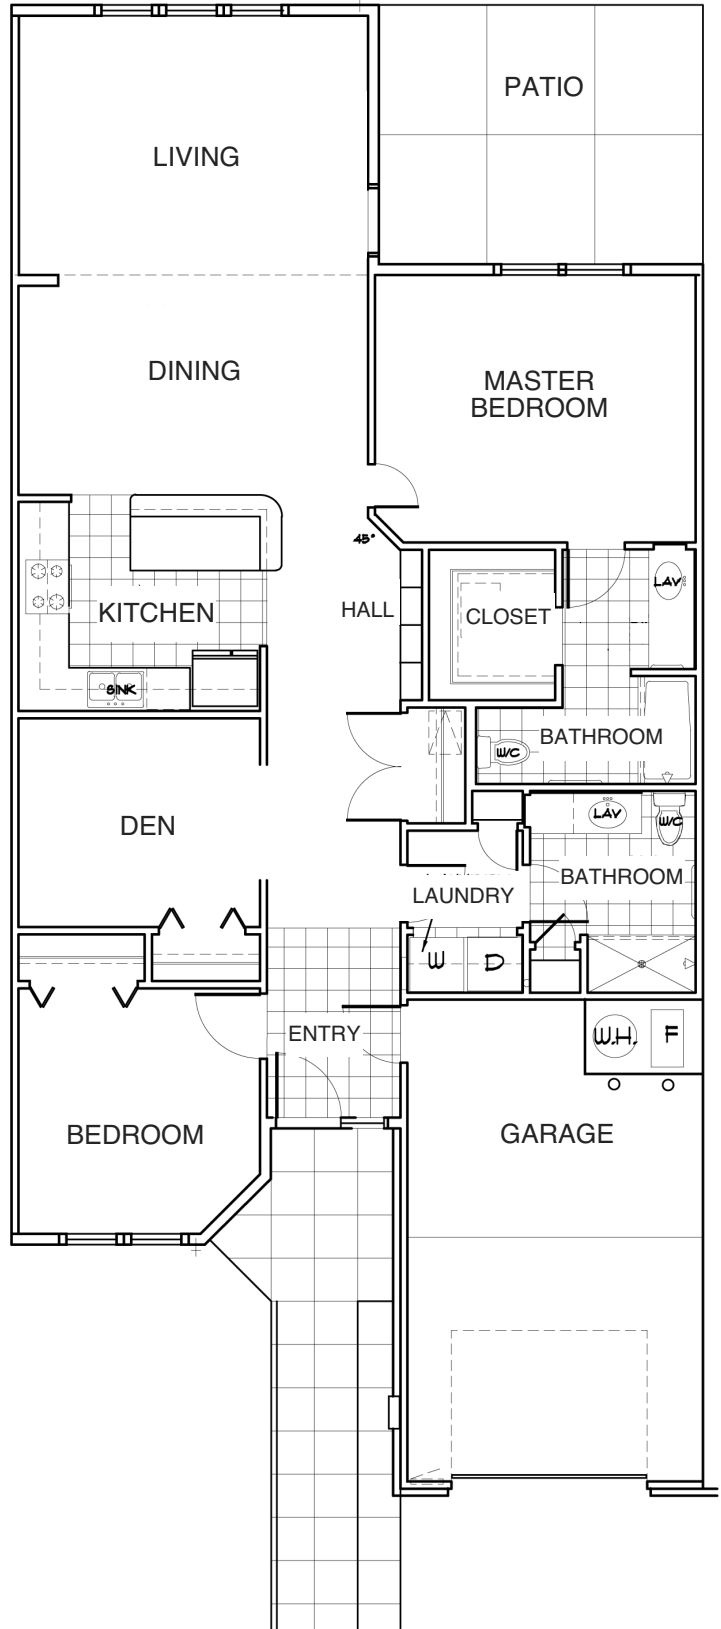 PATIO
LIVING
DINING
MASTER
BEDROOM
45°
KITCHEN
HALL
CLOSET
LAV
SINK
BATHROOM
W/C
DEN
LAV
W/C
BATHROOM
LAUNDRY
W
D
ENTRY
W.H.
F
BEDROOM
GARAGE